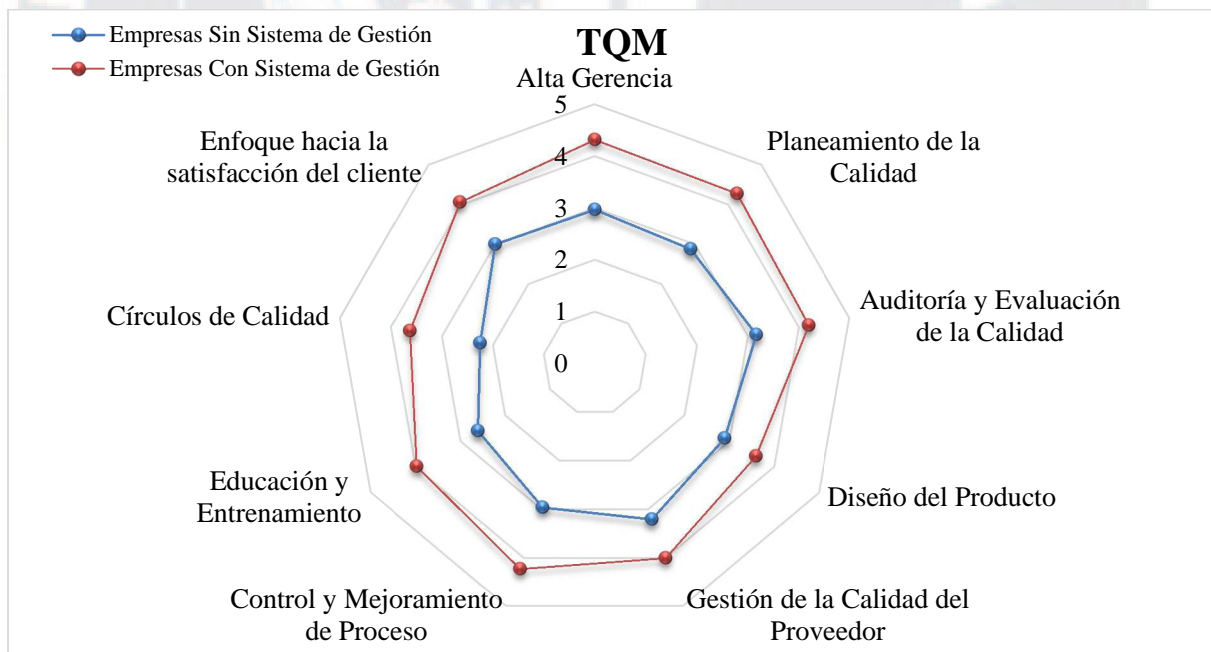 TQM
Empresas Sin Sistema de Gestión
Empresas Con Sistema de Gestión
Alta Gerencia
Planeamiento de la
Calidad
Auditoría y Evaluación
de la Calidad
Diseño del Producto
Gestión de la Calidad del
Proveedor
Control y Mejoramiento
de Proceso
Educación y
Entrenamiento
Círculos de Calidad
Enfoque hacia la
satisfacción del cliente
5
4
3
2
1
0